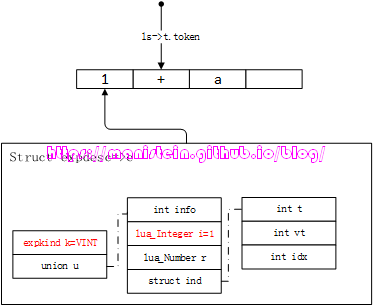 ls->t.token
1 + a
https://manistein.github.io/blog/
Struct expdesc e
int info
lua_Integer i=1
lua_Number r
struct ind
expkind k=VINT
union u
int t
int vt
int idx